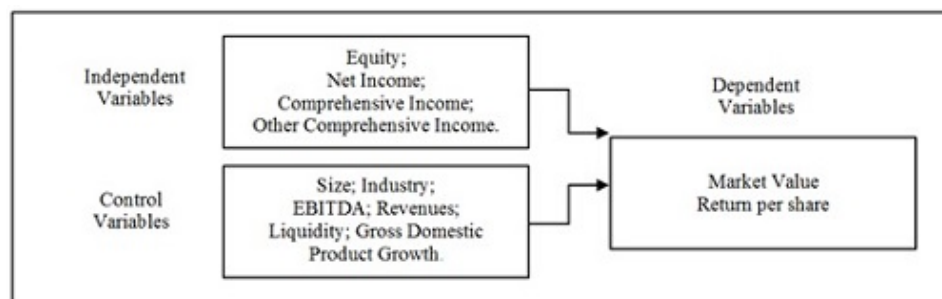 Independent
Variables
Equity;
Net Income;
Comprehensive Income;
Other Comprehensive Income.
Dependent
Variables
Control
Variables
Size; Industry;
EBITDA; Revenues;
Liquidity; Gross Domestic
Product Growth.
Market Value
Return per share